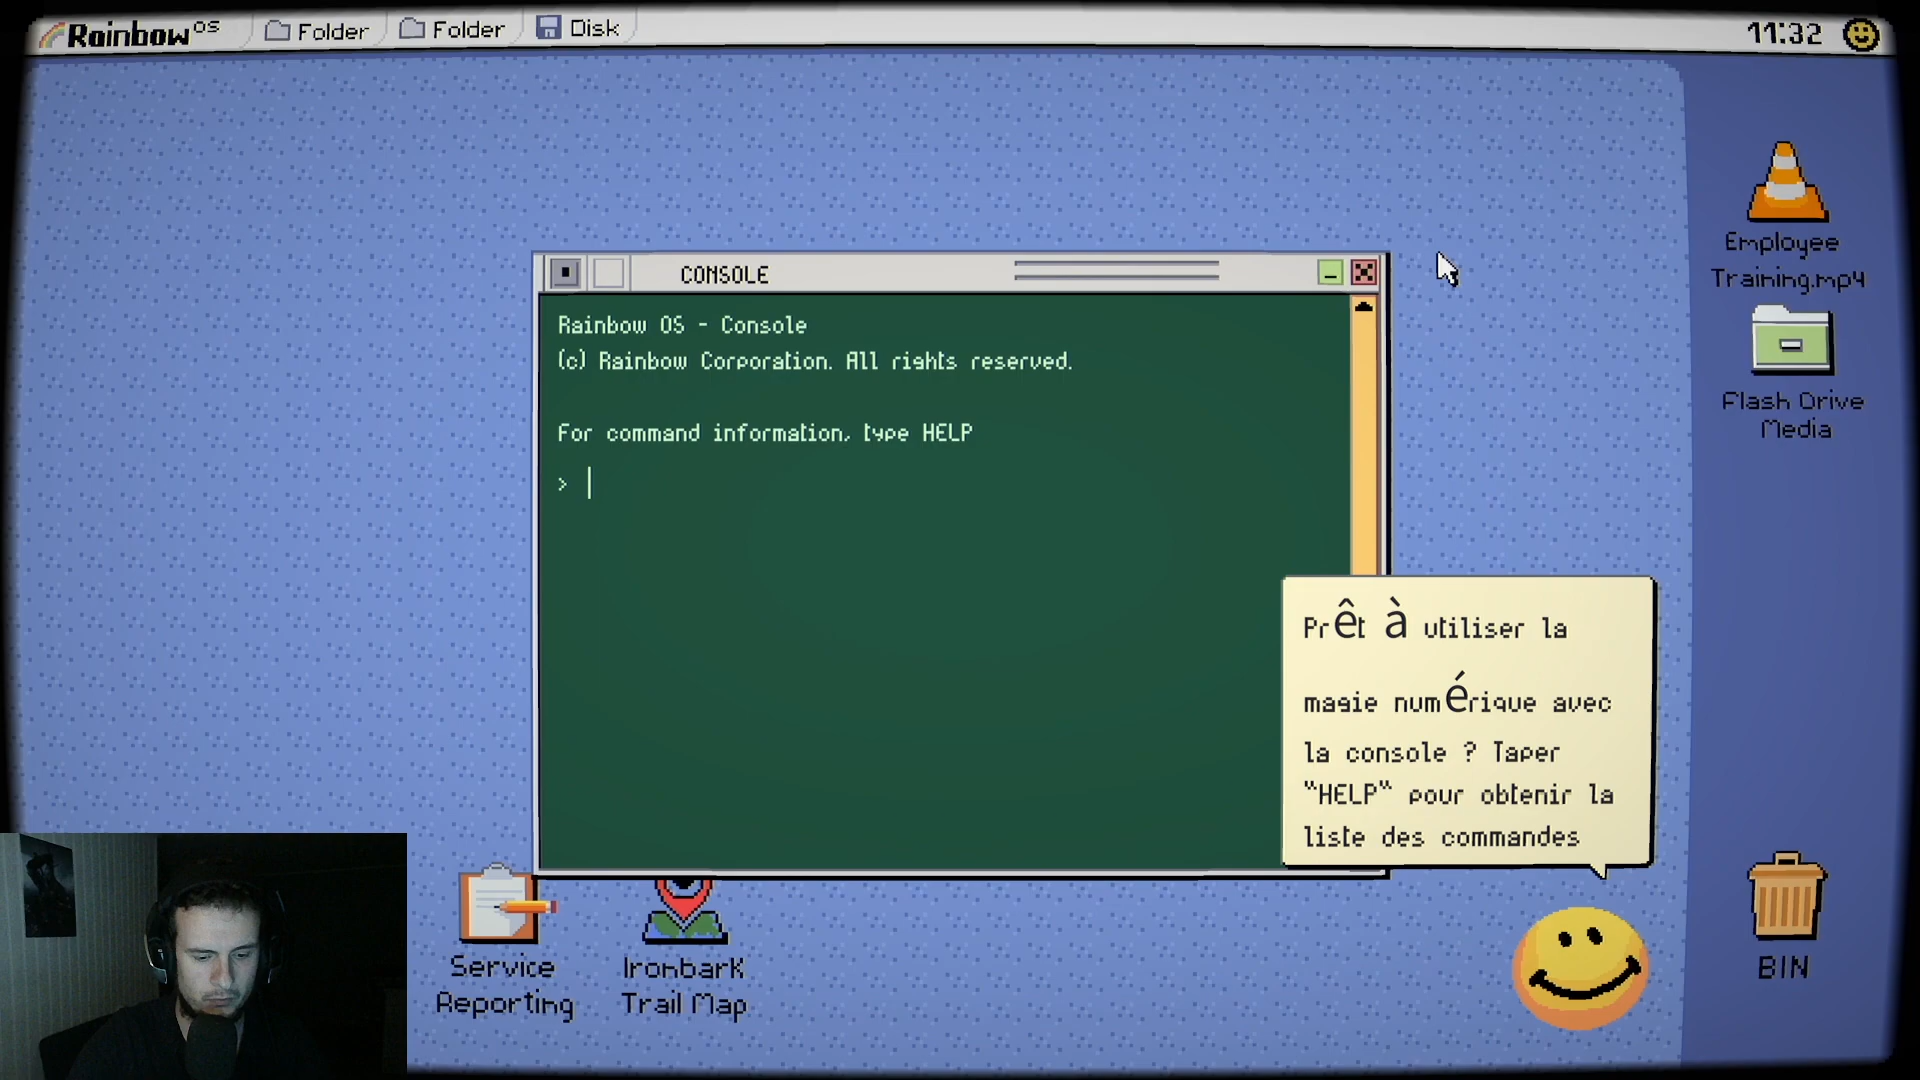 Rainbow OS
Folder
Folder
Disk
11:32
Employee
Training.mp4
Flash Drive
Media
CONSOLE
Rainbow OS - Console
(c) Rainbow Corporation. All rights reserved.
For command information, type HELP
>
Prêt à utiliser la
magie numérique avec
la console ? Taper
"HELP" pour obtenir la
liste des commandes
Service
Reporting
Ironbark
Trail Map
BIN